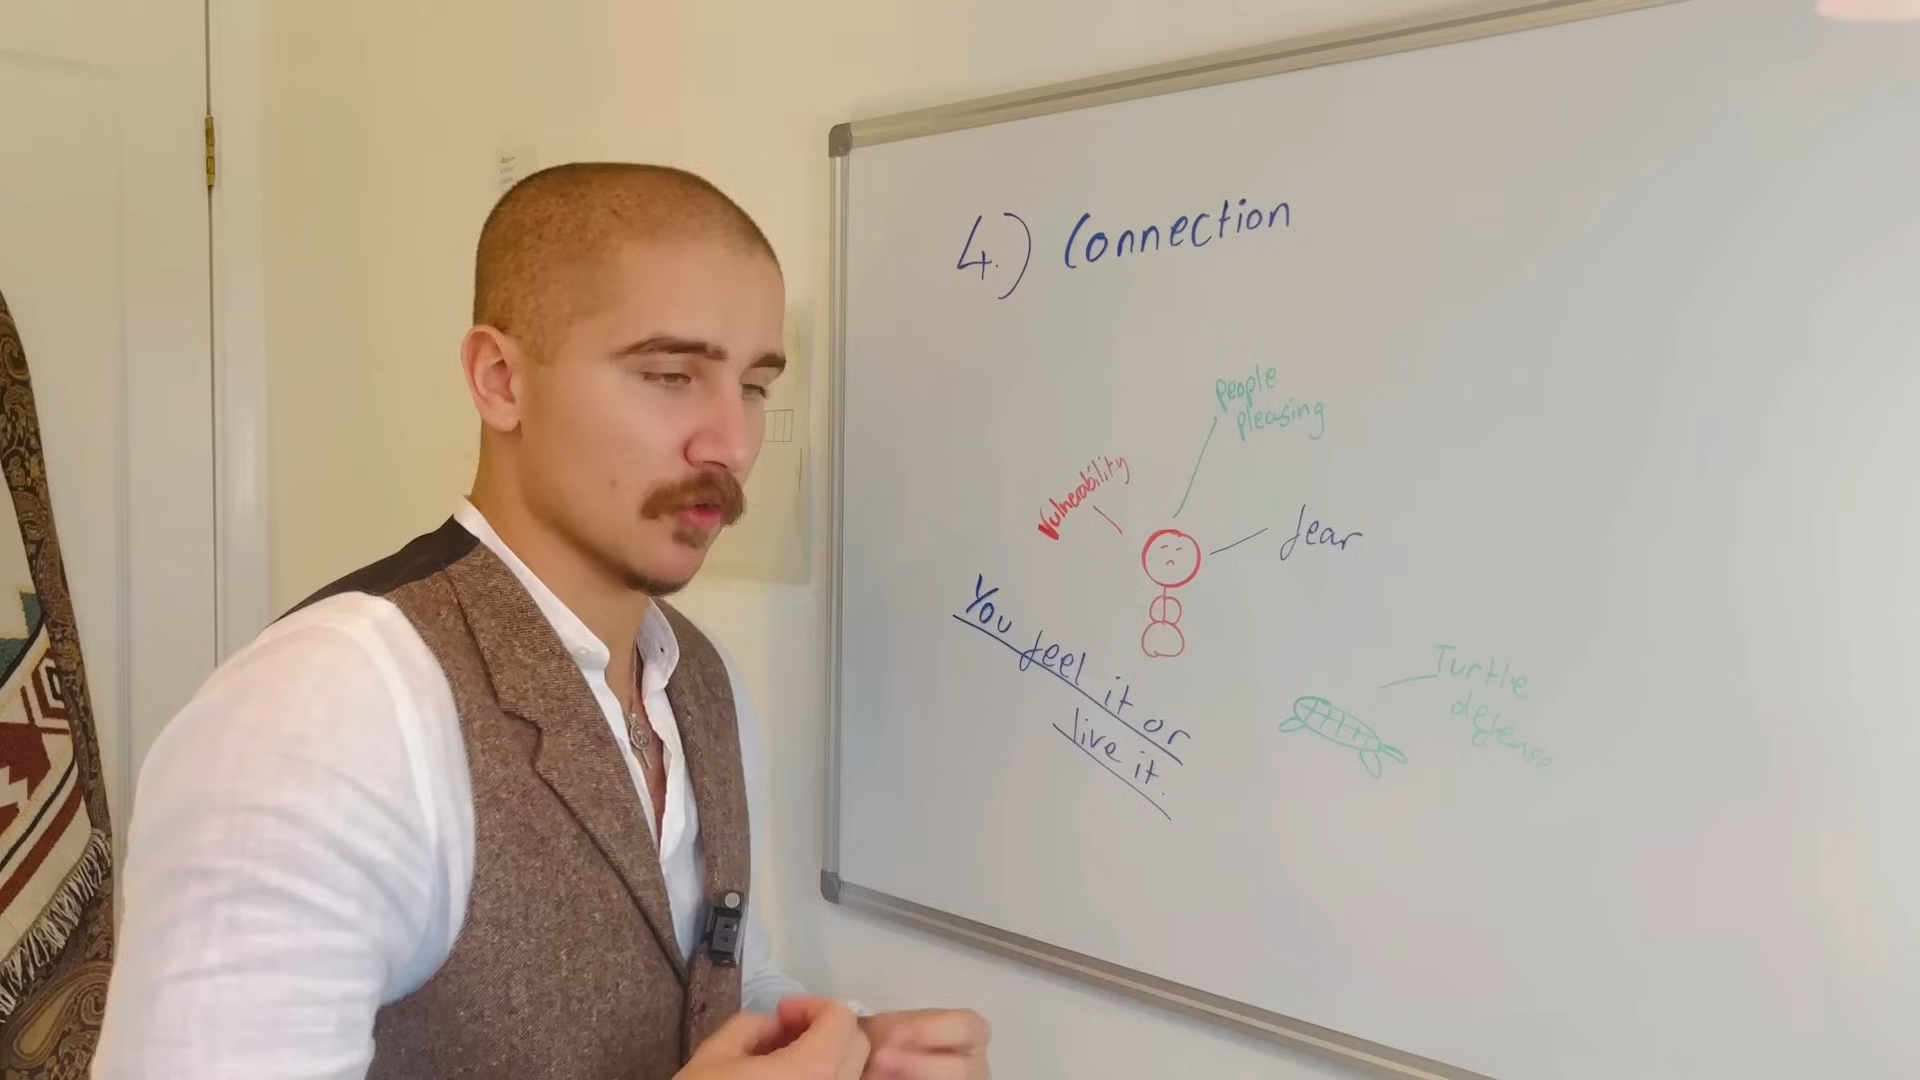 4.) Connection
people
pleasing
Vulnerability
fear
You feel it or
live it.
Turtle
defense